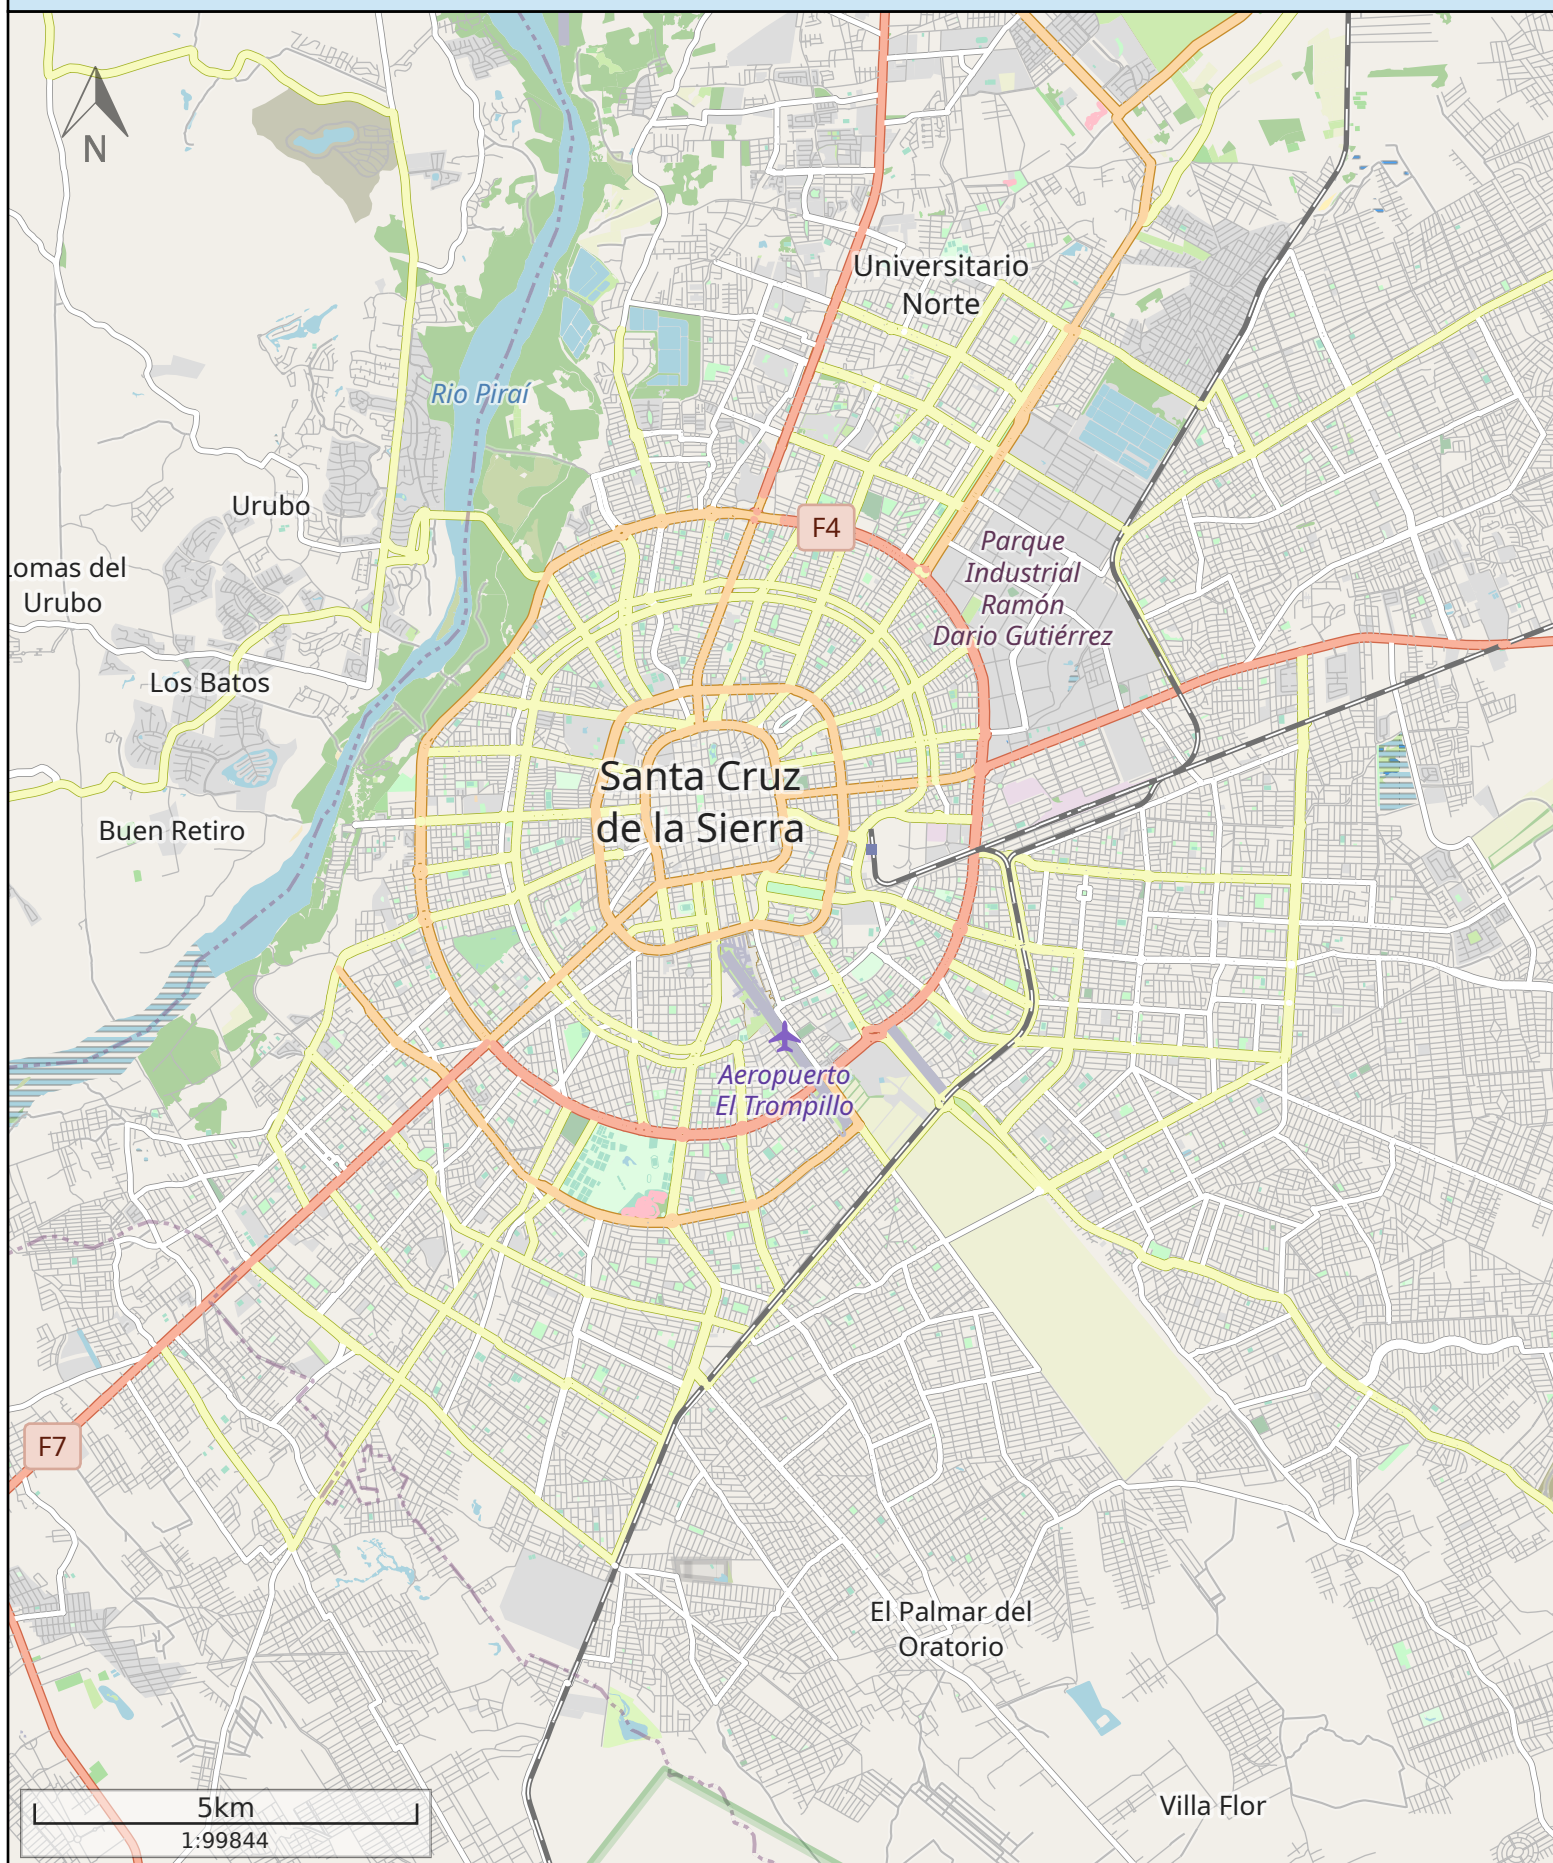 N
Universitario
Norte
Rio Piraí
Urubo
F4
Parque
Industrial
Ramón
Dario Gutiérrez
Lomas del
Urubo
Los Batos
Santa Cruz
de la Sierra
Buen Retiro
Aeropuerto
El Trompillo
F7
El Palmar del
Oratorio
Villa Flor
5km
1:99844